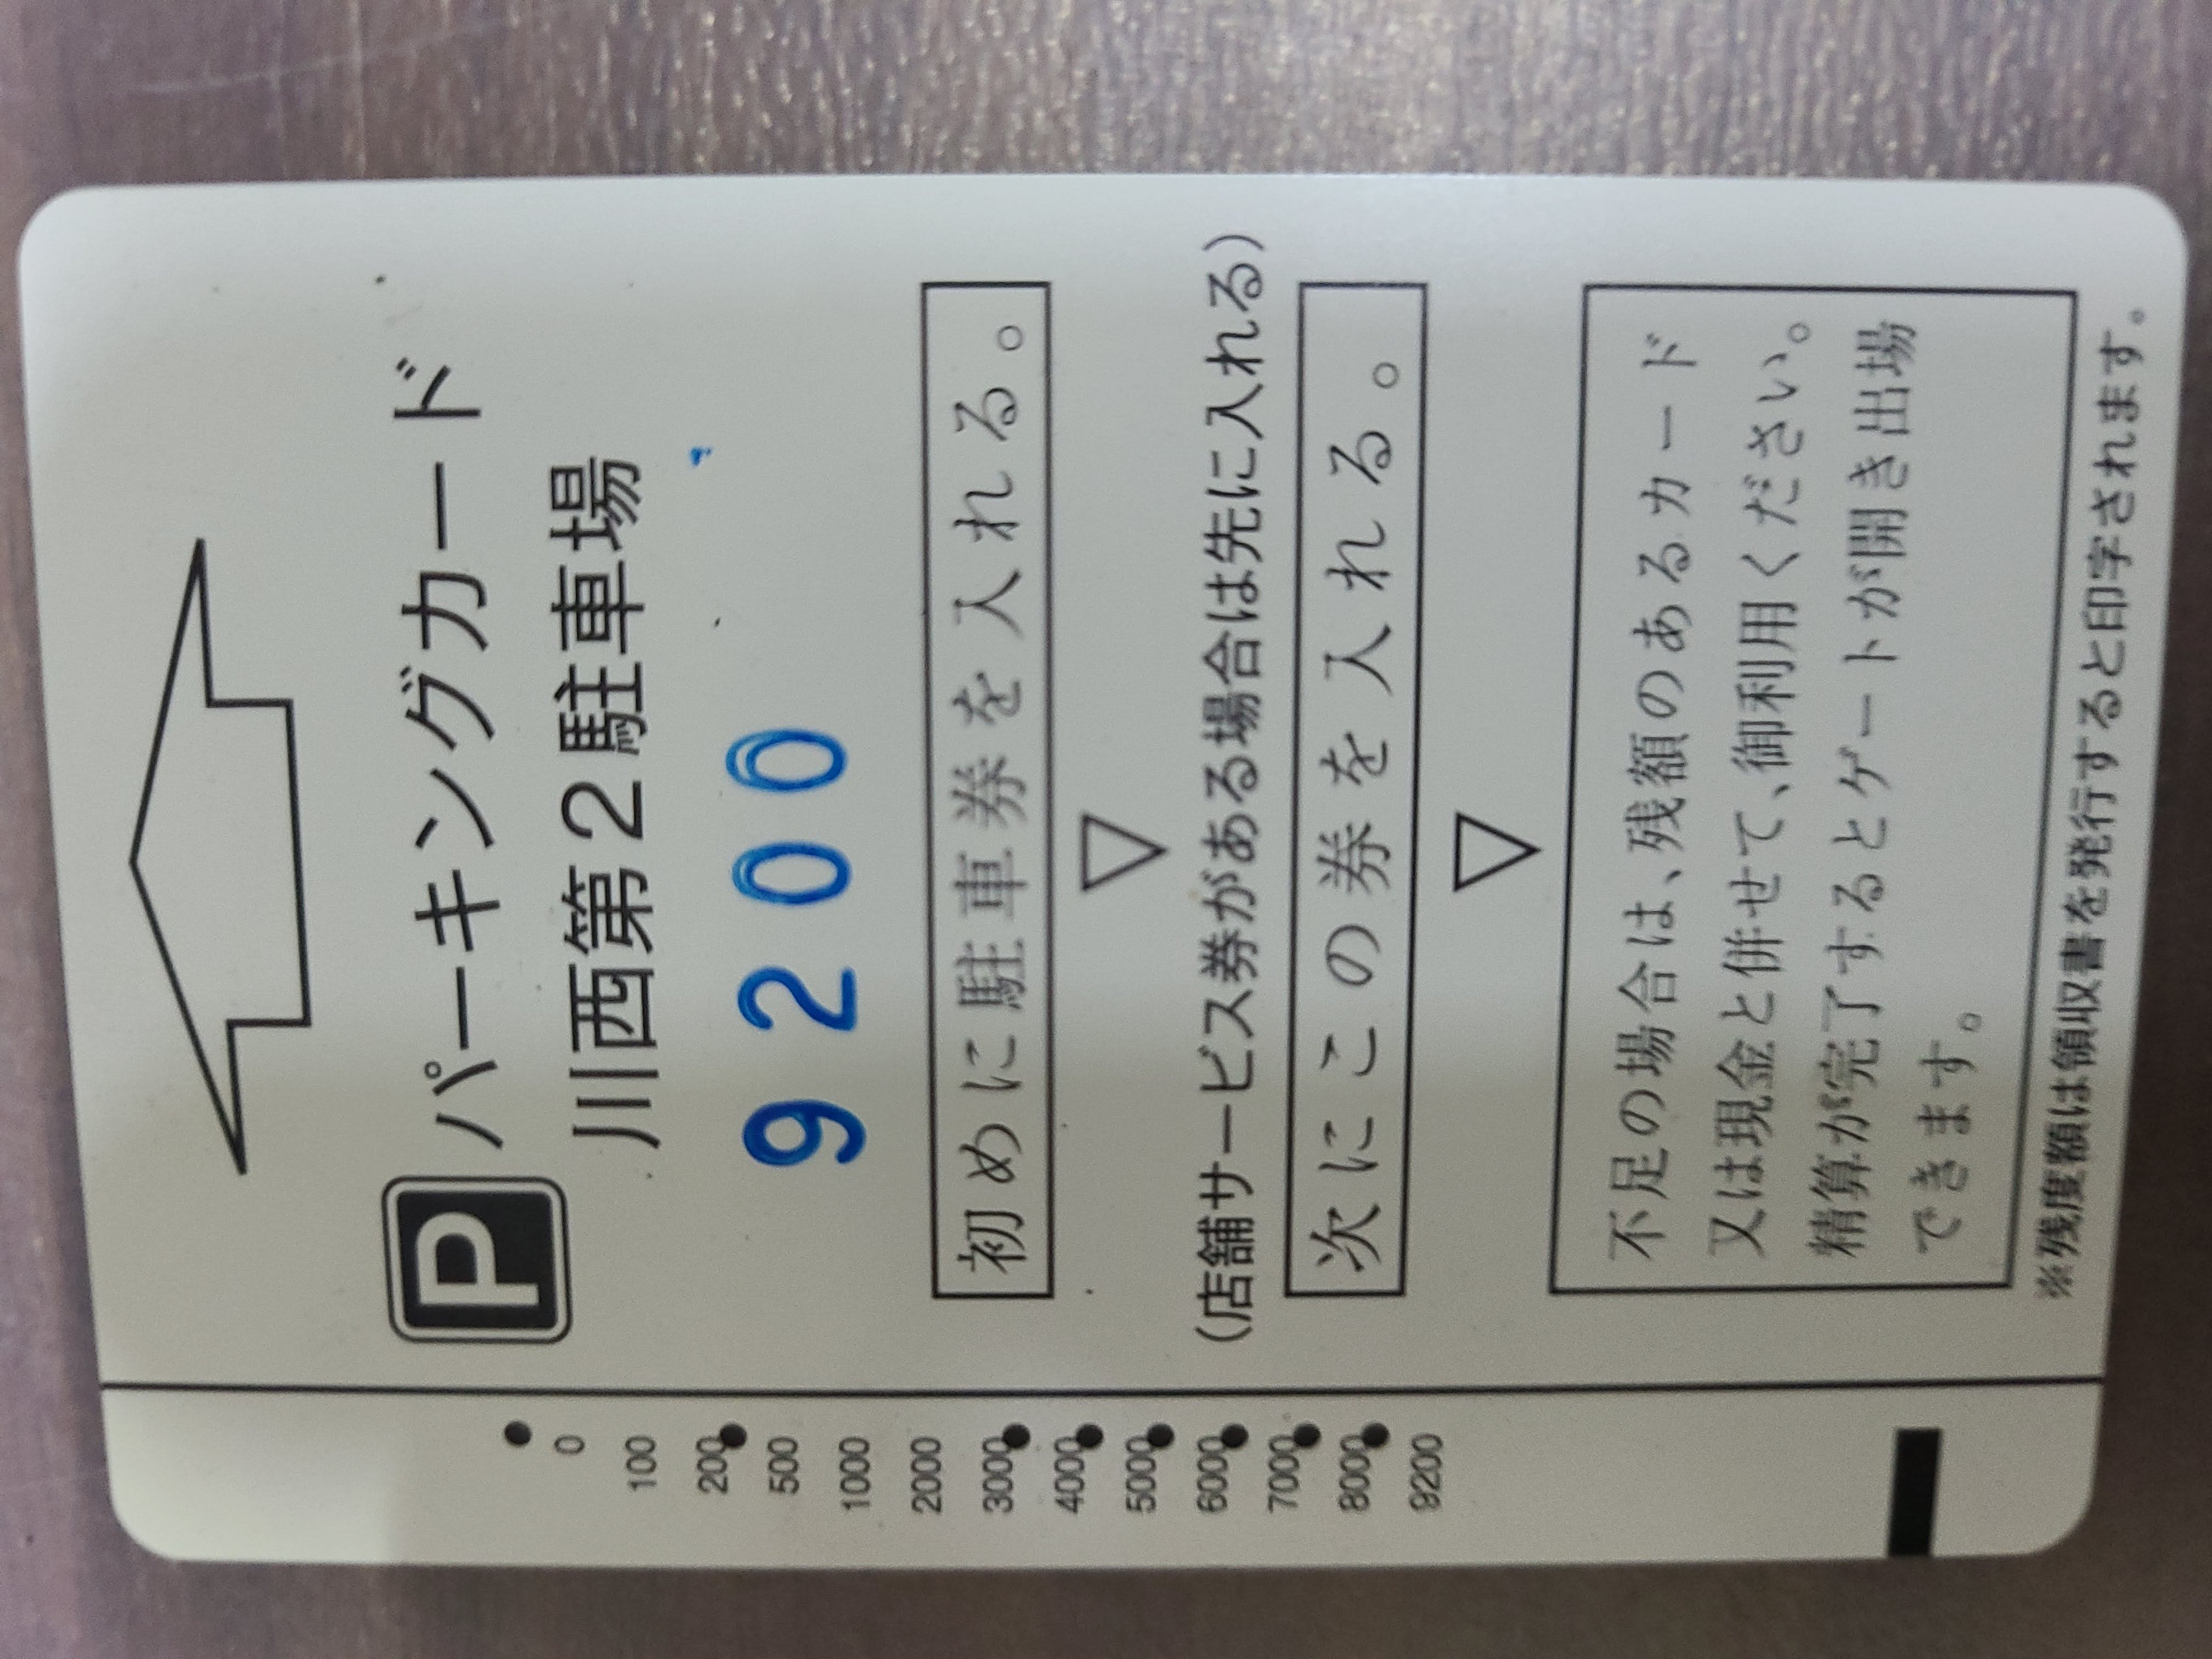 P パーキングカード
川西第2駐車場
9200
初めに駐車券を入れる。
(店舗サービス券がある場合は先に入れる)
次にこの券を入れる。
不足の場合は、残額のあるカード
又は現金と併せて、御利用ください。
精算が完了するとゲートが開き出場
できます。
※残度額は領収書を発行すると印字されます。
0
100
200
500
1000
2000
3000
4000
5000
6000
7000
8000
9200